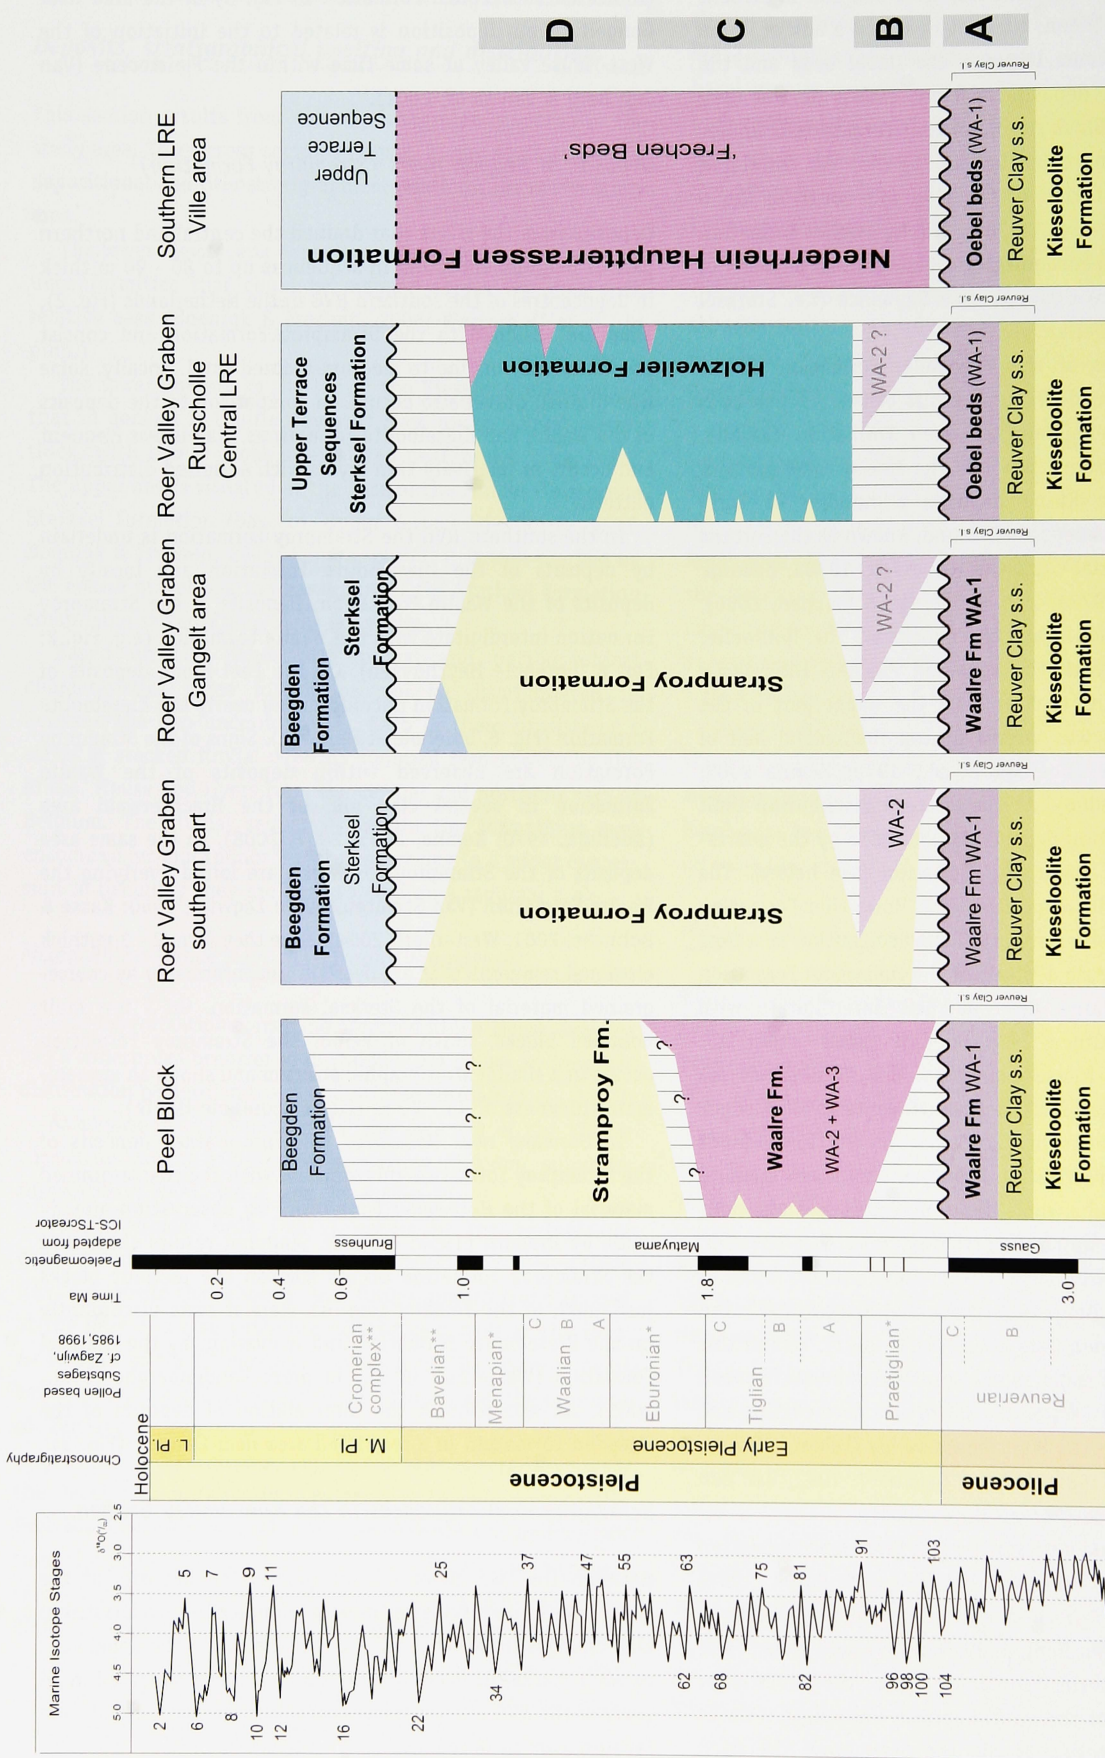 Marine Isotope Stages
δ¹⁸O(‰)
2.5
3.0
3.5
4.0
4.5
5.0
2
5
6
7
8
9
10
11
12
16
22
25
34
37
47
55
62
63
68
75
81
82
91
96
98
100
103
104
Chronostratography
Holocene
L. Pl.
M. Pl
Early Pleistocene
Pleistocene
Pliocene
Pollen based
Substages
cf. Zagwijn,
1985, 1998
Cromerian
complex**
Bavelian**
Menapian*
C
Waalian B
A
Eburonian*
C
Tiglian B
A
Praetiglian*
C
B
Reuverian
Time Ma
0.2
0.4
0.6
1.0
1.8
3.0
Paeleomagnetic
adapted from
ICS-TScreator
Brunhess
Matuyama
Gauss
Peel Block
Beegden
Formation
?
?
?
Stramproy Fm.
?
?
?
Waalre Fm.
WA-2 + WA-3
Waalre Fm WA-1
Reuver Clay s.s.
Kieseloolite
Formation
Reuver Clay s.l.
Roer Valley Graben
southern part
Beegden
Formation
Sterksel
Formation
Stramproy Formation
WA-2
Waalre Fm WA-1
Reuver Clay s.s.
Kieseloolite
Formation
Reuver Clay s.l.
Roer Valley Graben
Gangelt area
Beegden
Formation
Sterksel
Formation
Stramproy Formation
WA-2 ?
Waalre Fm WA-1
Reuver Clay s.s.
Kieseloolite
Formation
Reuver Clay s.l.
Roer Valley Graben
Rurscholle
Central LRE
Upper Terrace
Sequences
Sterksel Formation
Holzweiler Formation
WA-2 ?
Oebel beds (WA-1)
Reuver Clay s.s.
Kieseloolite
Formation
Reuver Clay s.l.
Southern LRE
Ville area
Upper
Terrace
Sequence
'Frechen Beds'
Niederrhein Hauptterrassen Formation
Oebel beds (WA-1)
Reuver Clay s.s.
Kieseloolite
Formation
Reuver Clay s.l.
D
C
B
A